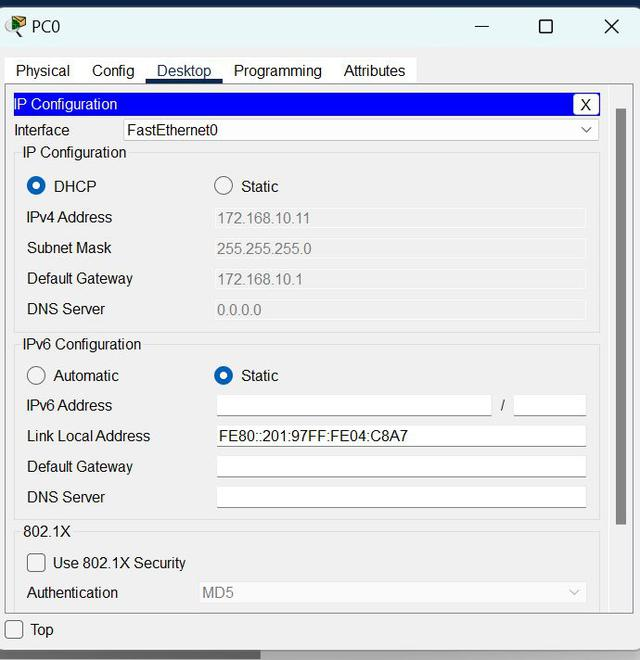 PC0
Physical Config Desktop Programming Attributes
IP Configuration X
Interface FastEthernet0
IP Configuration
DHCP Static
IPv4 Address 172.168.10.11
Subnet Mask 255.255.255.0
Default Gateway 172.168.10.1
DNS Server 0.0.0.0
IPv6 Configuration
Automatic Static
IPv6 Address /
Link Local Address FE80::201:97FF:FE04:C8A7
Default Gateway
DNS Server
802.1X
Use 802.1X Security
Authentication MD5
Top